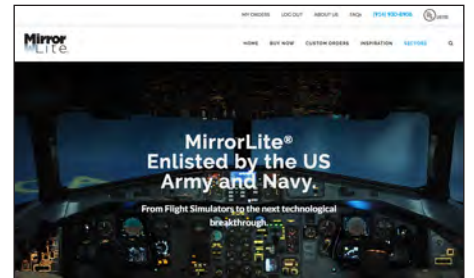 MY ORDERS LOG OUT ABOUT US FAQs
Mirror
Lite
HOME BUY NOW CUSTOM ORDERS INSPIRATION SECTORS
MirrorLite®
Enlisted by the US
Army and Navy.
From Flight Simulators to the next technological
breakthrough.